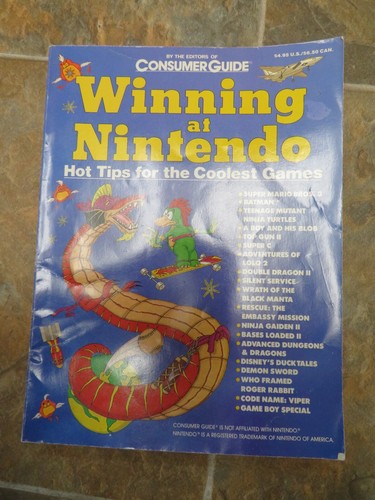 BY THE EDITORS OF
CONSUMER GUIDE®
$4.95 U.S./$6.50 CAN.
Winning
at
Nintendo
Hot Tips for the Coolest Games
SUPER MARIO BROS. 3
BATMAN
TEENAGE MUTANT
NINJA TURTLES
A BOY AND HIS BLOB
TOP GUN II
SUPER C
ADVENTURES OF
LOLO 2
DOUBLE DRAGON II
SILENT SERVICE
WRATH OF THE
BLACK MANTA
RESCUE: THE
EMBASSY MISSION
NINJA GAIDEN II
BASES LOADED II
ADVANCED DUNGEONS
& DRAGONS
DISNEY'S DUCKTALES
DEMON SWORD
WHO FRAMED
ROGER RABBIT
CODE NAME: VIPER
GAME BOY SPECIAL
CONSUMER GUIDE® IS NOT AFFILIATED WITH NINTENDO®
NINTENDO® IS A REGISTERED TRADEMARK OF NINTENDO OF AMERICA.